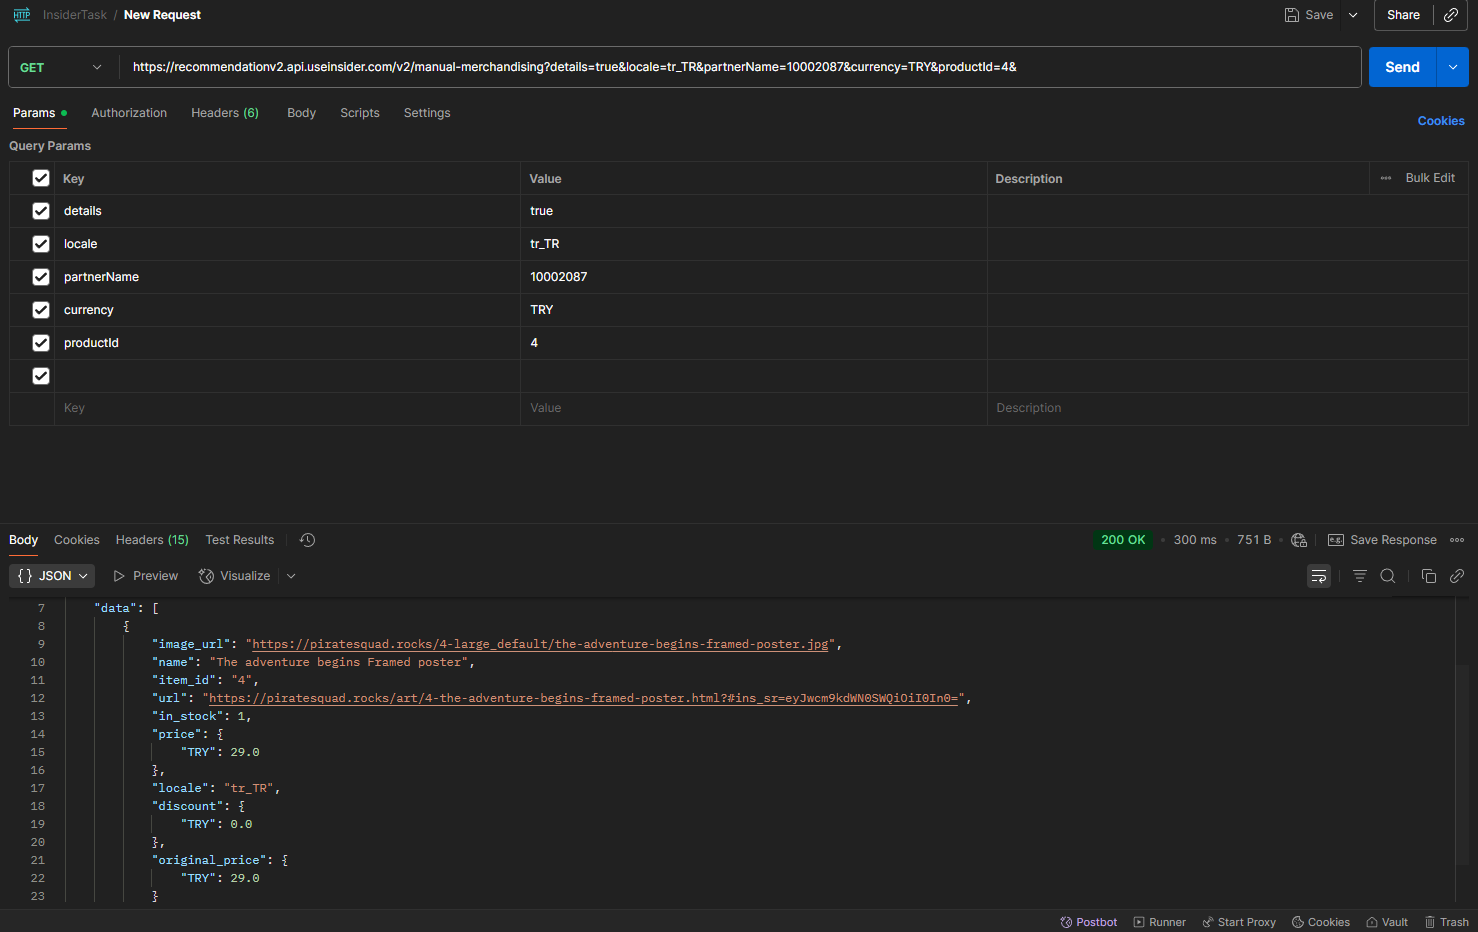 HTTP InsiderTask / New Request Save Share
GET https://recommendationv2.api.useinsider.com/v2/manual-merchandising?details=true&locale=tr_TR&partnerName=10002087&currency=TRY&productId=4& Send
Params Authorization Headers (6) Body Scripts Settings Cookies
Query Params
Key Value Description Bulk Edit
details true
locale tr_TR
partnerName 10002087
currency TRY
productId 4
Key Value Description
Body Cookies Headers (15) Test Results 200 OK 300 ms 751 B e.g. Save Response
{} JSON Preview Visualize
7 "data": [
8 {
9 "image_url": "https://piratesquad.rocks/4-large_default/the-adventure-begins-framed-poster.jpg",
10 "name": "The adventure begins Framed poster",
11 "item_id": "4",
12 "url": "https://piratesquad.rocks/art/4-the-adventure-begins-framed-poster.html?#ins_sr=eyJwcm9kdWN0SWQiOiI0In0=",
13 "in_stock": 1,
14 "price": {
15 "TRY": 29.0
16 },
17 "locale": "tr_TR",
18 "discount": {
19 "TRY": 0.0
20 },
21 "original_price": {
22 "TRY": 29.0
23 }
Postbot Runner Start Proxy Cookies Vault Trash